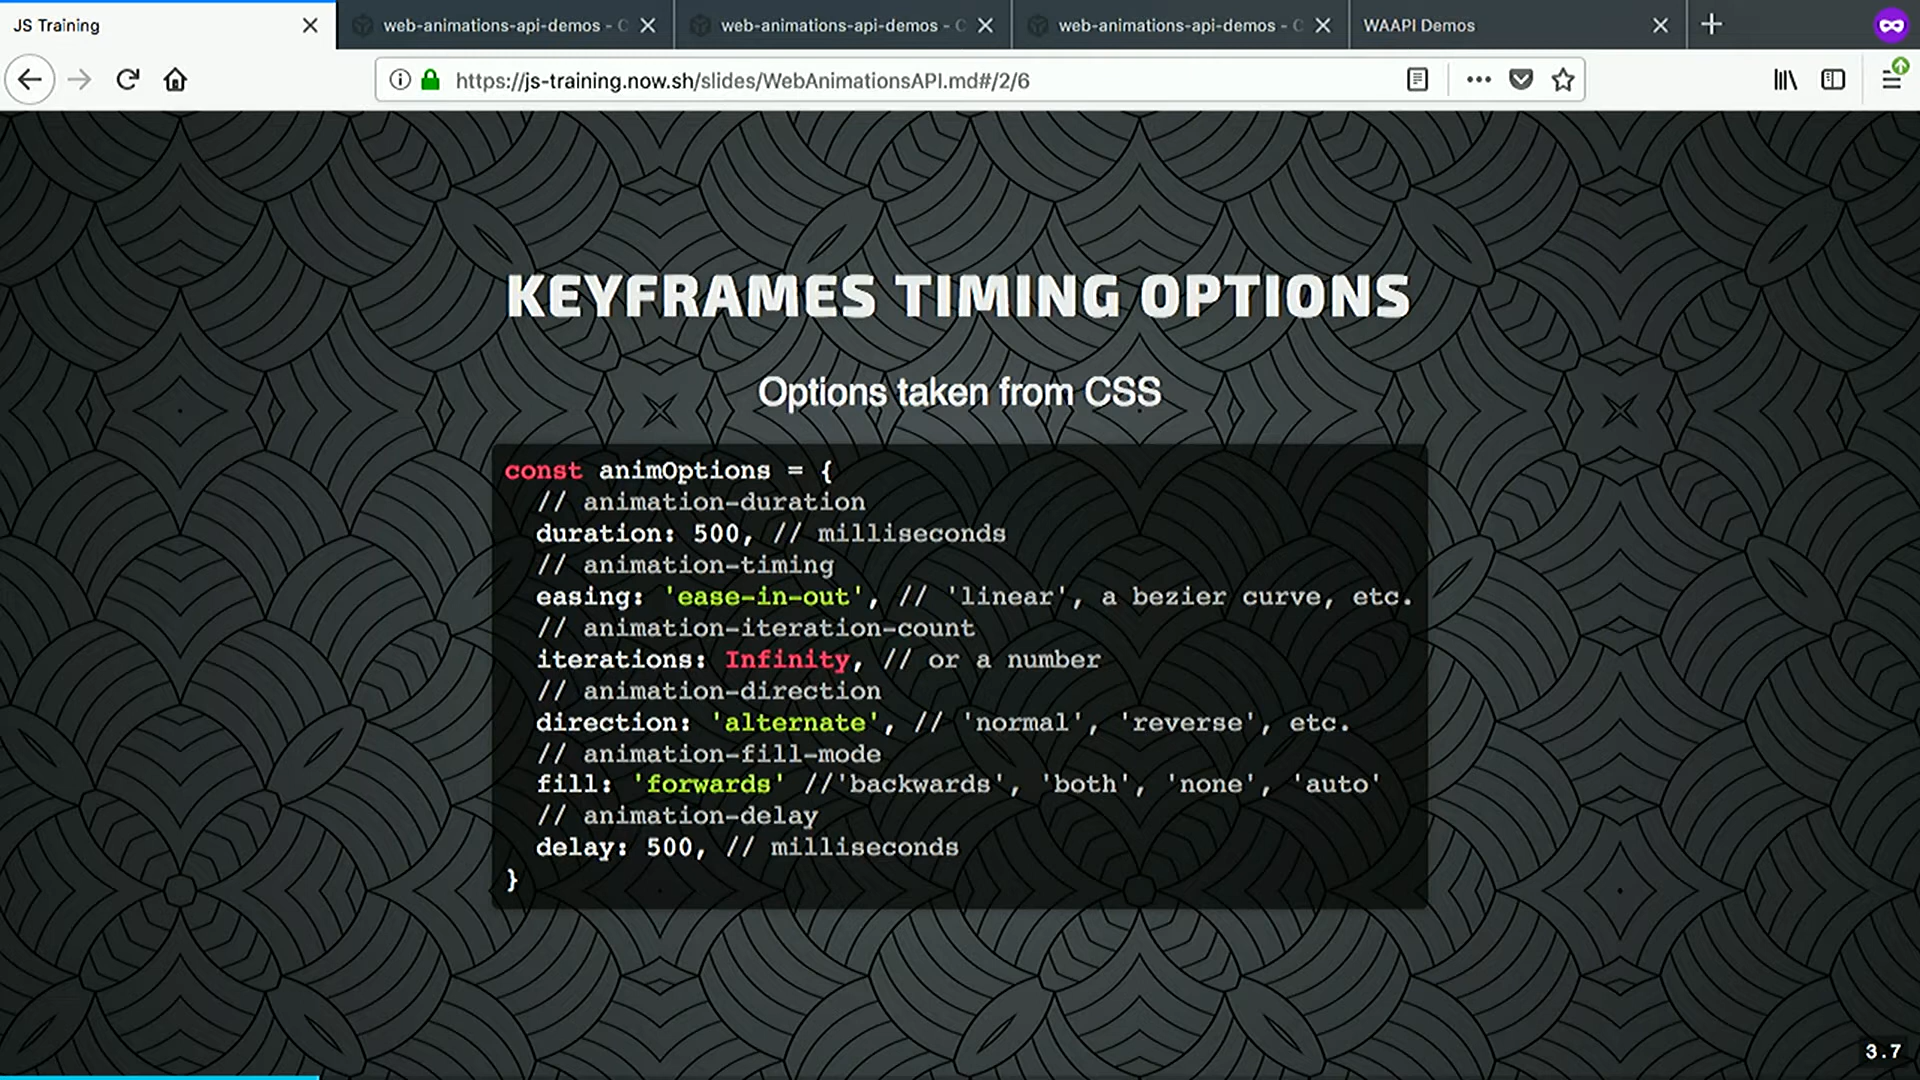 JS Training
web-animations-api-demos - C
web-animations-api-demos - C
web-animations-api-demos - C
WAAPI Demos
https://js-training.now.sh/slides/WebAnimationsAPI.md#/2/6
KEYFRAMES TIMING OPTIONS
Options taken from CSS
const animOptions = {
// animation-duration
duration: 500, // milliseconds
// animation-timing
easing: 'ease-in-out', // 'linear', a bezier curve, etc.
// animation-iteration-count
iterations: Infinity, // or a number
// animation-direction
direction: 'alternate', // 'normal', 'reverse', etc.
// animation-fill-mode
fill: 'forwards' //'backwards', 'both', 'none', 'auto'
// animation-delay
delay: 500, // milliseconds
}
3.7